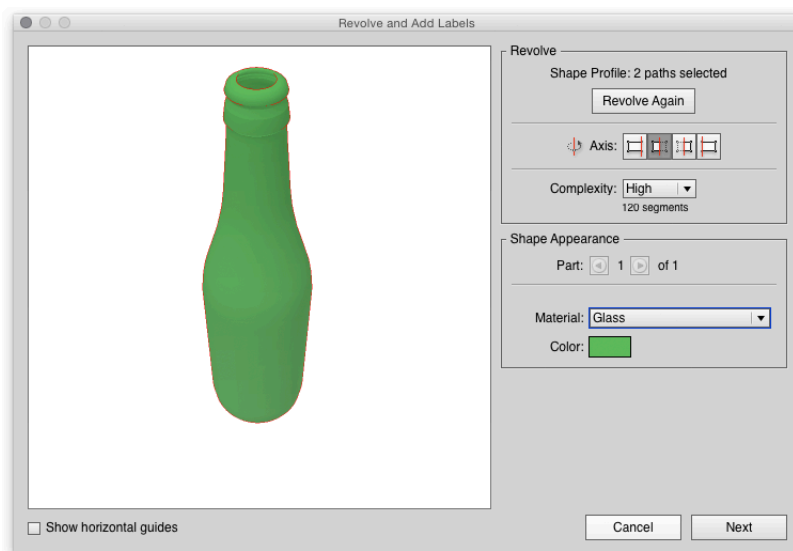 Revolve and Add Labels
Revolve
Shape Profile: 2 paths selected
Revolve Again
Axis:
Complexity: High
120 segments
Shape Appearance
Part: 1 of 1
Material: Glass
Color:
Show horizontal guides
Cancel Next